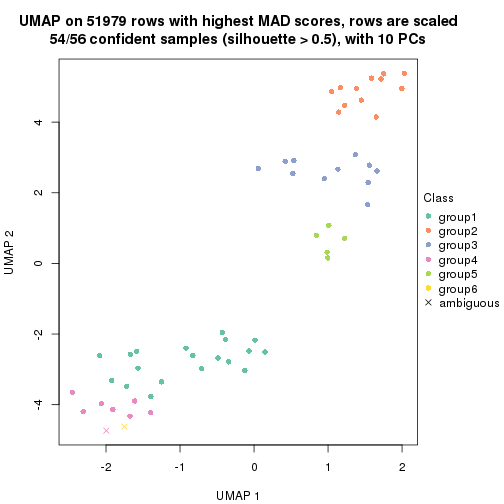 UMAP on 51979 rows with highest MAD scores, rows are scaled
54/56 confident samples (silhouette > 0.5), with 10 PCs
4
2
0
-2
-4
UMAP 2
-2
-1
0
1
2
UMAP 1
Class
group1
group2
group3
group4
group5
group6
ambiguous